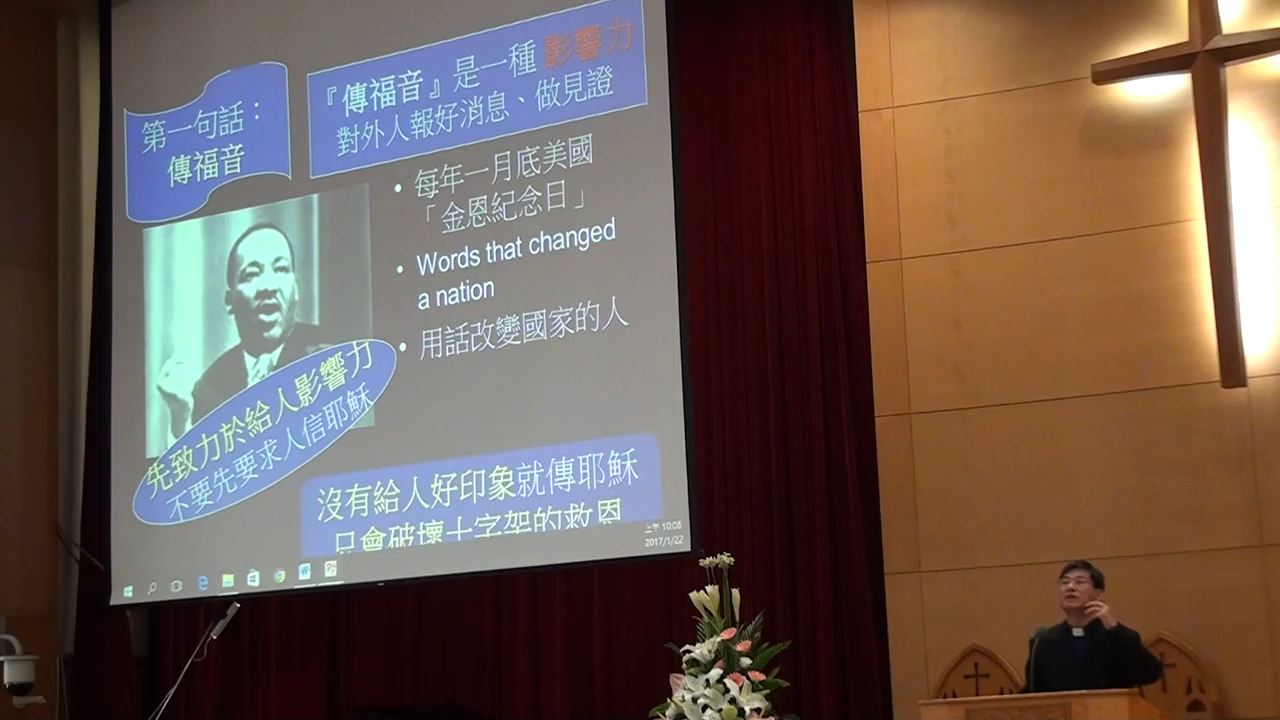 第一句話：
傳福音
『傳福音』是一種 影響力
對外人報好消息、做見證
• 每年一月底美國
「金恩紀念日」
• Words that changed
a nation
• 用話改變國家的人
先致力於給人影響力
不要先要求人信耶穌
沒有給人好印象就傳耶穌
只會破壞十字架的救恩
上午 10:08
2017/1/22